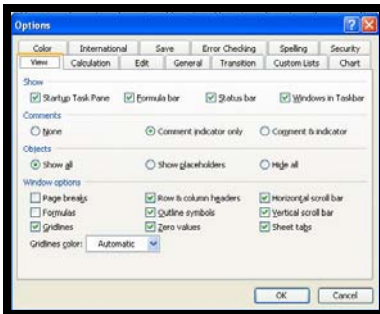 Options
Color International Save Error Checking Spelling Security
View Calculation Edit General Transition Custom Lists Chart
Show
Startup Task Pane Formula bar Status bar Windows in Taskbar
Comments
None Comment indicator only Comment & indicator
Objects
Show all Show placeholders Hide all
Window options
Page breaks Row & column headers Horizontal scroll bar
Formulas Outline symbols Vertical scroll bar
Gridlines Zero values Sheet tabs
Gridlines color: Automatic
OK Cancel